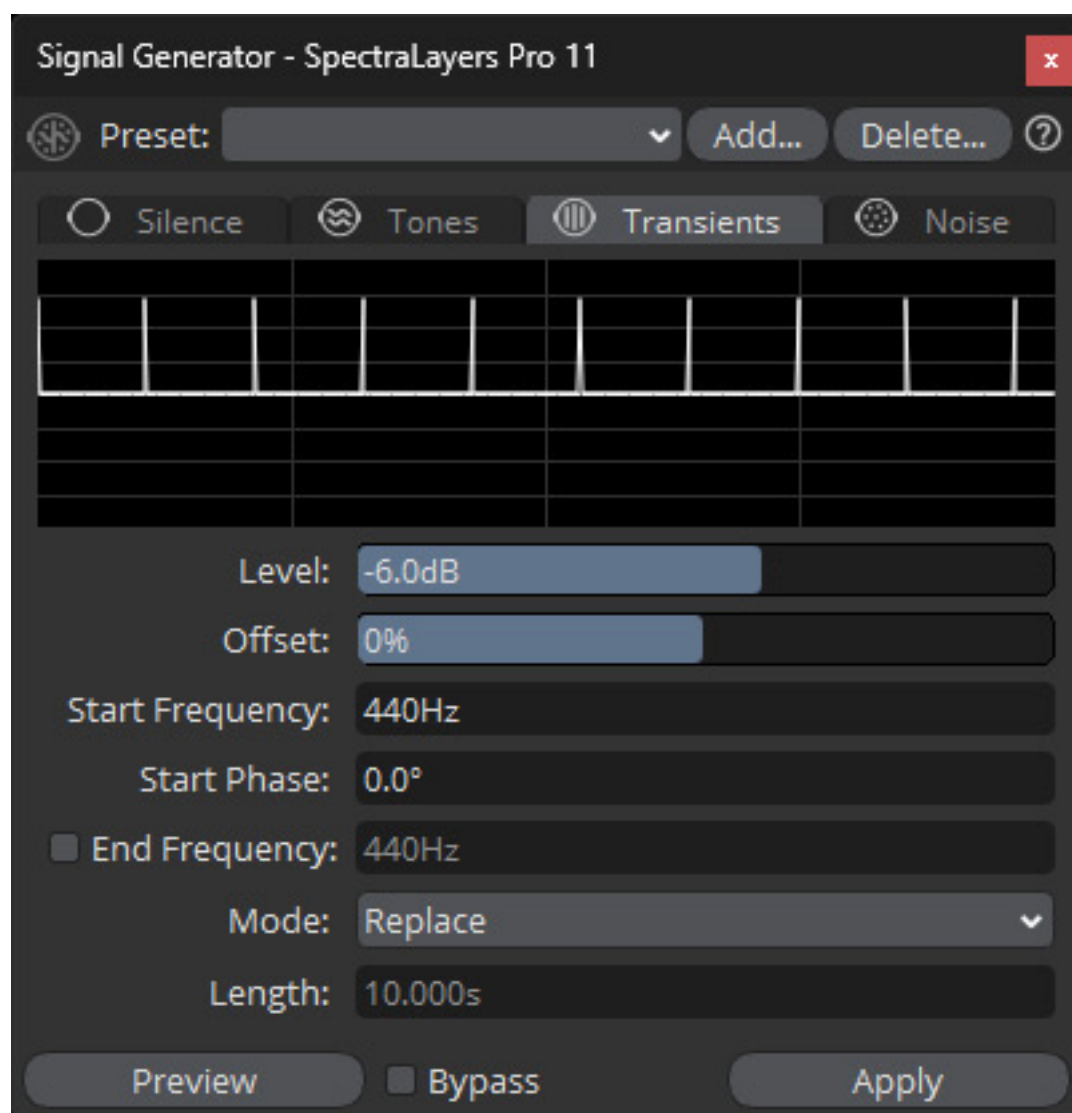 Signal Generator - SpectraLayers Pro 11 x
Preset: Add... Delete... ?
Silence Tones Transients Noise
Level: -6.0dB
Offset: 0%
Start Frequency: 440Hz
Start Phase: 0.0°
End Frequency: 440Hz
Mode: Replace
Length: 10.000s
Preview Bypass Apply